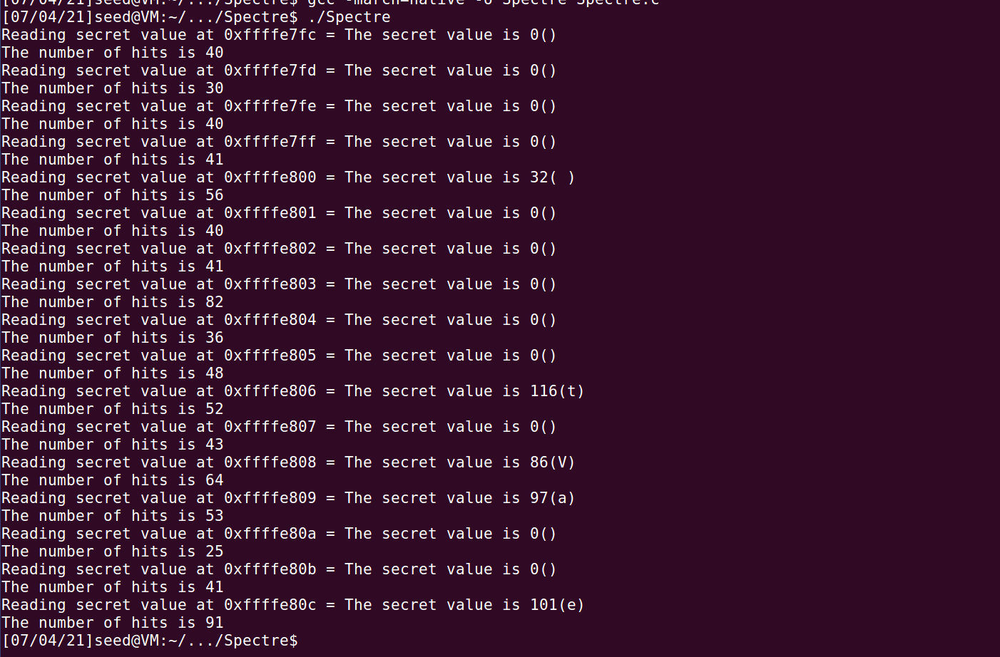 [07/04/21]seed@VM:~/.../Spectre$ gcc -march=native -o Spectre Spectre.c
[07/04/21]seed@VM:~/.../Spectre$ ./Spectre
Reading secret value at 0xffffe7fc = The secret value is 0()
The number of hits is 40
Reading secret value at 0xffffe7fd = The secret value is 0()
The number of hits is 30
Reading secret value at 0xffffe7fe = The secret value is 0()
The number of hits is 40
Reading secret value at 0xffffe7ff = The secret value is 0()
The number of hits is 41
Reading secret value at 0xffffe800 = The secret value is 32( )
The number of hits is 56
Reading secret value at 0xffffe801 = The secret value is 0()
The number of hits is 40
Reading secret value at 0xffffe802 = The secret value is 0()
The number of hits is 41
Reading secret value at 0xffffe803 = The secret value is 0()
The number of hits is 82
Reading secret value at 0xffffe804 = The secret value is 0()
The number of hits is 36
Reading secret value at 0xffffe805 = The secret value is 0()
The number of hits is 48
Reading secret value at 0xffffe806 = The secret value is 116(t)
The number of hits is 52
Reading secret value at 0xffffe807 = The secret value is 0()
The number of hits is 43
Reading secret value at 0xffffe808 = The secret value is 86(V)
The number of hits is 64
Reading secret value at 0xffffe809 = The secret value is 97(a)
The number of hits is 53
Reading secret value at 0xffffe80a = The secret value is 0()
The number of hits is 25
Reading secret value at 0xffffe80b = The secret value is 0()
The number of hits is 41
Reading secret value at 0xffffe80c = The secret value is 101(e)
The number of hits is 91
[07/04/21]seed@VM:~/.../Spectre$